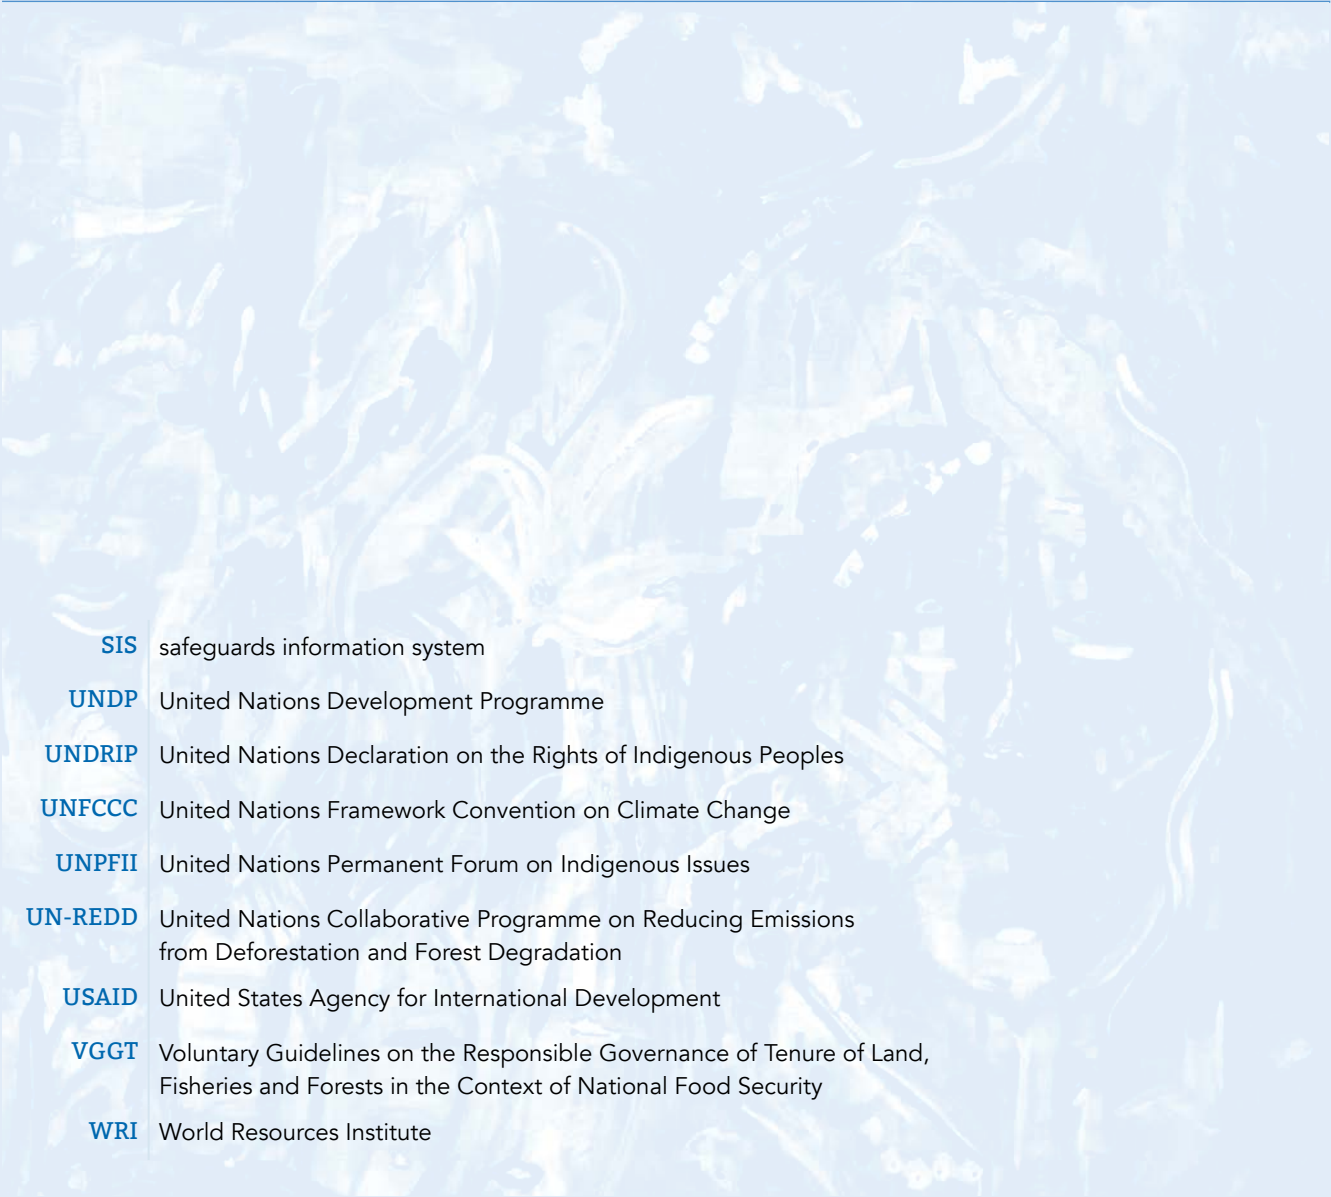 SIS safeguards information system
UNDP United Nations Development Programme
UNDRIP United Nations Declaration on the Rights of Indigenous Peoples
UNFCCC United Nations Framework Convention on Climate Change
UNPFII United Nations Permanent Forum on Indigenous Issues
UN-REDD United Nations Collaborative Programme on Reducing Emissions
from Deforestation and Forest Degradation
USAID United States Agency for International Development
VGGT Voluntary Guidelines on the Responsible Governance of Tenure of Land,
Fisheries and Forests in the Context of National Food Security
WRI World Resources Institute